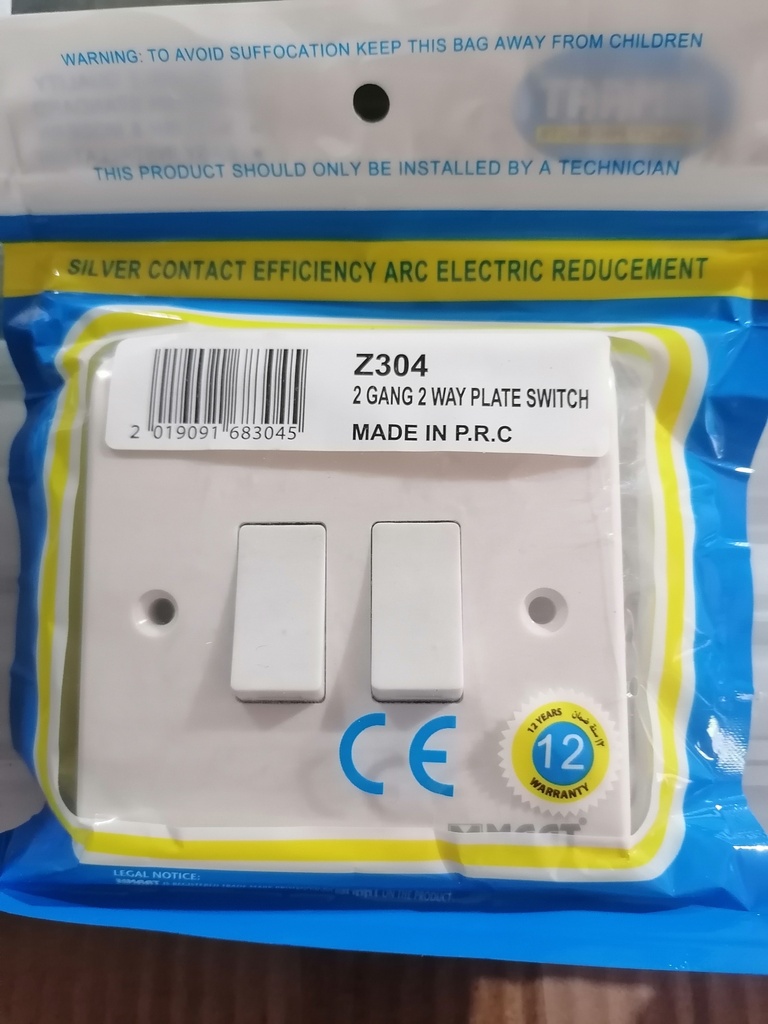 WARNING: TO AVOID SUFFOCATION KEEP THIS BAG AWAY FROM CHILDREN
THIS PRODUCT SHOULD ONLY BE INSTALLED BY A TECHNICIAN
SILVER CONTACT EFFICIENCY ARC ELECTRIC REDUCEMENT
Z304
2 GANG 2 WAY PLATE SWITCH
2 019091 683045
MADE IN P.R.C
CE
12 YEARS
12
WARRANTY
LEGAL NOTICE: